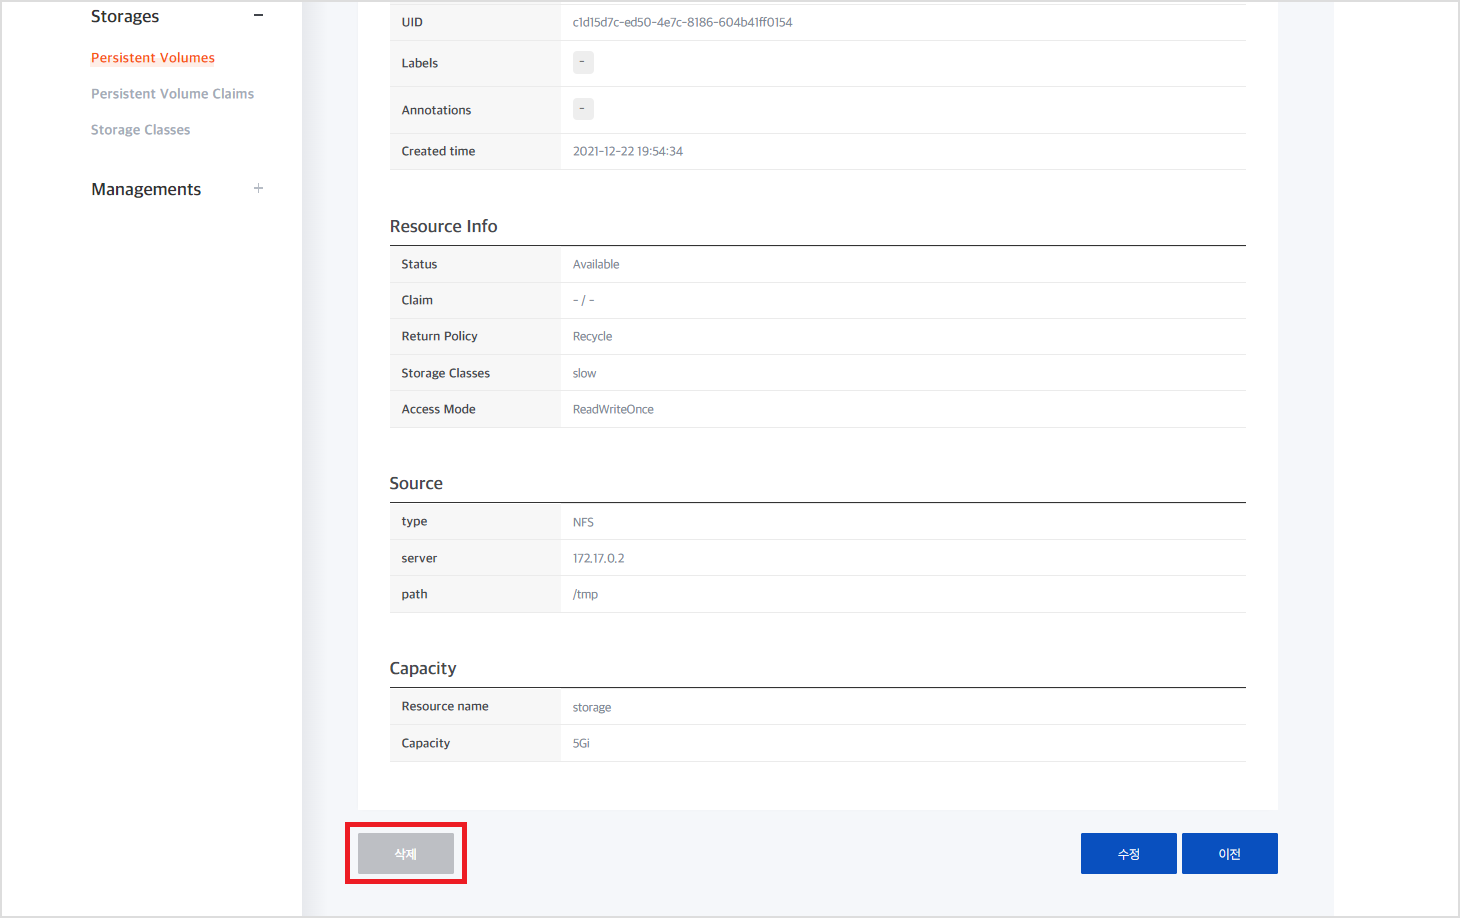 Storages −
Persistent Volumes
Persistent Volume Claims
Storage Classes
Managements +
UID c1d15d7c-ed50-4e7c-8186-604b41ff0154
Labels -
Annotations -
Created time 2021-12-22 19:54:34
Resource Info
Status Available
Claim - / -
Return Policy Recycle
Storage Classes slow
Access Mode ReadWriteOnce
Source
type NFS
server 172.17.0.2
path /tmp
Capacity
Resource name storage
Capacity 5Gi
삭제 수정 이전